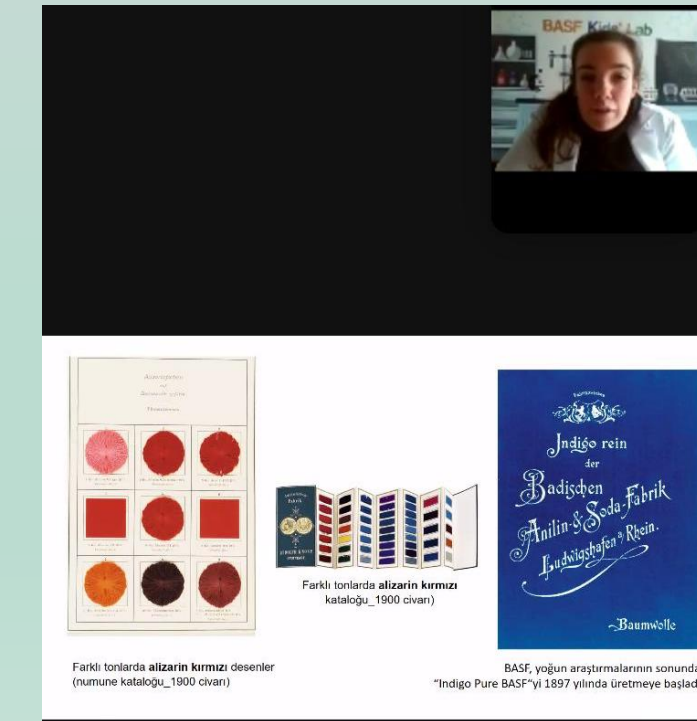 BASF Kids' Lab
Farklı tonlarda alizarin kırmızı
kataloğu_1900 civarı)
Farklı tonlarda alizarin kırmızı desenler
(numune kataloğu_1900 civarı)
Indigo rein
der
Badischen
Anilin- & Soda-Fabrik
Ludwigshafen a/ Rhein.
Baumwolle
BASF, yoğun araştırmalarının sonunda
"Indigo Pure BASF"yi 1897 yılında üretmeye başlad